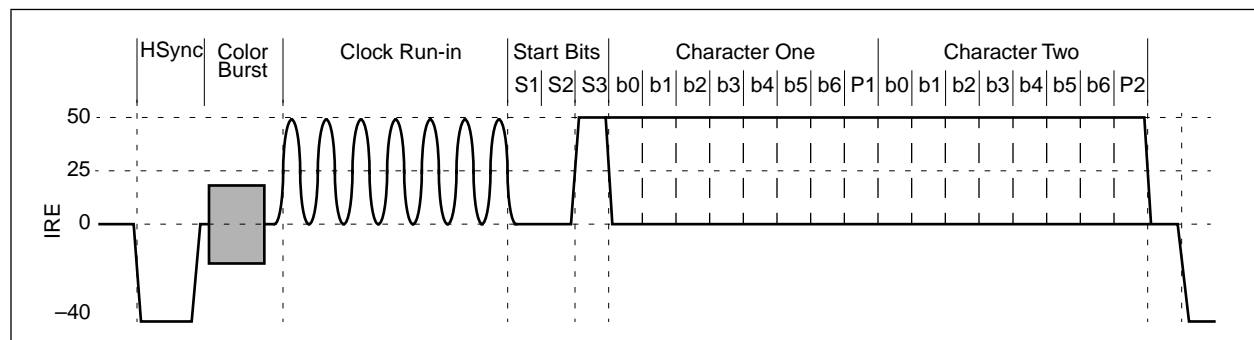 HSync Color Burst Clock Run-in Start Bits Character One Character Two
S1 S2 S3 b0 b1 b2 b3 b4 b5 b6 P1 b0 b1 b2 b3 b4 b5 b6 P2
50
25
0
–40
IRE